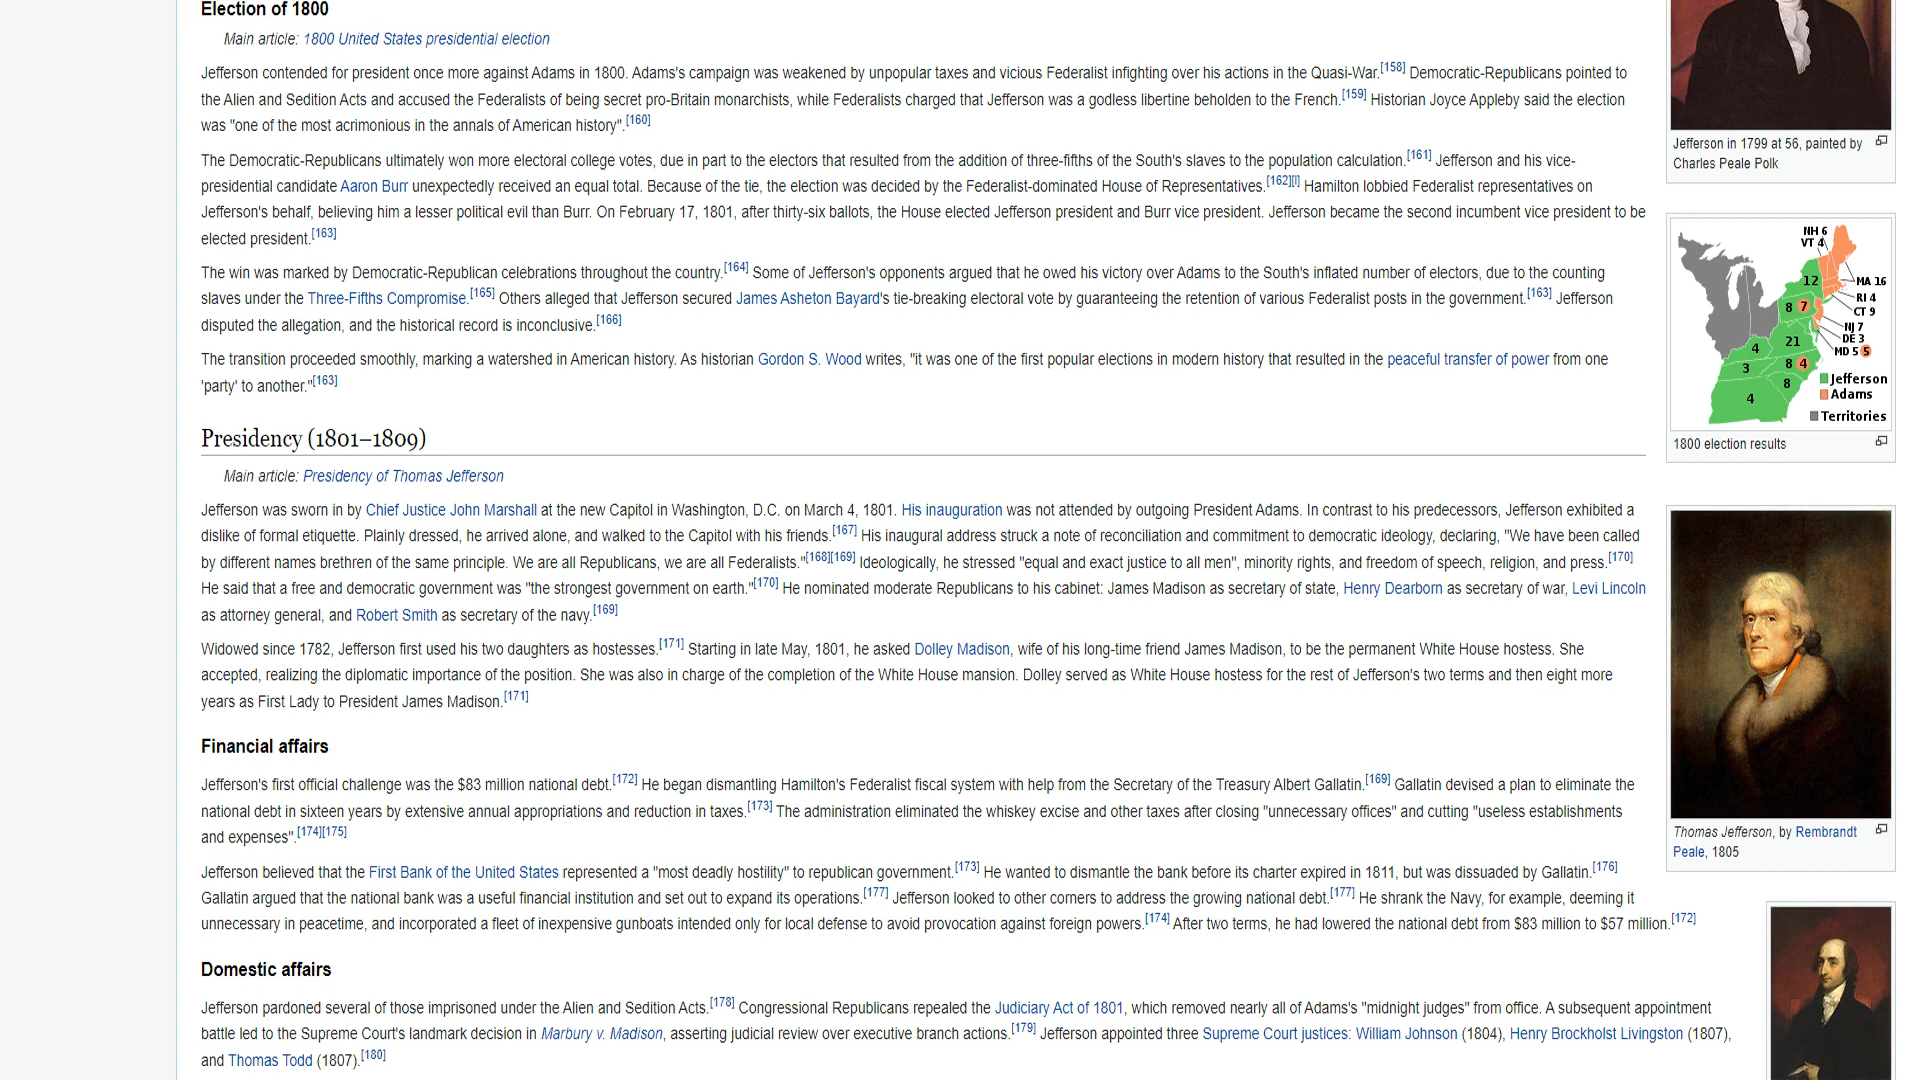 Election of 1800
Main article: 1800 United States presidential election
Jefferson contended for president once more against Adams in 1800. Adams's campaign was weakened by unpopular taxes and vicious Federalist infighting over his actions in the Quasi-War.[158] Democratic-Republicans pointed to
the Alien and Sedition Acts and accused the Federalists of being secret pro-Britain monarchists, while Federalists charged that Jefferson was a godless libertine beholden to the French.[159] Historian Joyce Appleby said the election
was "one of the most acrimonious in the annals of American history".[160]
The Democratic-Republicans ultimately won more electoral college votes, due in part to the electors that resulted from the addition of three-fifths of the South's slaves to the population calculation.[161] Jefferson and his vice-
presidential candidate Aaron Burr unexpectedly received an equal total. Because of the tie, the election was decided by the Federalist-dominated House of Representatives.[162][l] Hamilton lobbied Federalist representatives on
Jefferson's behalf, believing him a lesser political evil than Burr. On February 17, 1801, after thirty-six ballots, the House elected Jefferson president and Burr vice president. Jefferson became the second incumbent vice president to be
elected president.[163]
The win was marked by Democratic-Republican celebrations throughout the country.[164] Some of Jefferson's opponents argued that he owed his victory over Adams to the South's inflated number of electors, due to the counting
slaves under the Three-Fifths Compromise.[165] Others alleged that Jefferson secured James Asheton Bayard's tie-breaking electoral vote by guaranteeing the retention of various Federalist posts in the government.[163] Jefferson
disputed the allegation, and the historical record is inconclusive.[166]
The transition proceeded smoothly, marking a watershed in American history. As historian Gordon S. Wood writes, "it was one of the first popular elections in modern history that resulted in the peaceful transfer of power from one
'party' to another."[163]
Presidency (1801–1809)
Main article: Presidency of Thomas Jefferson
Jefferson was sworn in by Chief Justice John Marshall at the new Capitol in Washington, D.C. on March 4, 1801. His inauguration was not attended by outgoing President Adams. In contrast to his predecessors, Jefferson exhibited a
dislike of formal etiquette. Plainly dressed, he arrived alone, and walked to the Capitol with his friends.[167] His inaugural address struck a note of reconciliation and commitment to democratic ideology, declaring, "We have been called
by different names brethren of the same principle. We are all Republicans, we are all Federalists."[168][169] Ideologically, he stressed "equal and exact justice to all men", minority rights, and freedom of speech, religion, and press.[170]
He said that a free and democratic government was "the strongest government on earth."[170] He nominated moderate Republicans to his cabinet: James Madison as secretary of state, Henry Dearborn as secretary of war, Levi Lincoln
as attorney general, and Robert Smith as secretary of the navy.[169]
Widowed since 1782, Jefferson first used his two daughters as hostesses.[171] Starting in late May, 1801, he asked Dolley Madison, wife of his long-time friend James Madison, to be the permanent White House hostess. She
accepted, realizing the diplomatic importance of the position. She was also in charge of the completion of the White House mansion. Dolley served as White House hostess for the rest of Jefferson's two terms and then eight more
years as First Lady to President James Madison.[171]
Financial affairs
Jefferson's first official challenge was the $83 million national debt.[172] He began dismantling Hamilton's Federalist fiscal system with help from the Secretary of the Treasury Albert Gallatin.[169] Gallatin devised a plan to eliminate the
national debt in sixteen years by extensive annual appropriations and reduction in taxes.[173] The administration eliminated the whiskey excise and other taxes after closing "unnecessary offices" and cutting "useless establishments
and expenses".[174][175]
Jefferson believed that the First Bank of the United States represented a "most deadly hostility" to republican government.[173] He wanted to dismantle the bank before its charter expired in 1811, but was dissuaded by Gallatin.[176]
Gallatin argued that the national bank was a useful financial institution and set out to expand its operations.[177] Jefferson looked to other corners to address the growing national debt.[177] He shrank the Navy, for example, deeming it
unnecessary in peacetime, and incorporated a fleet of inexpensive gunboats intended only for local defense to avoid provocation against foreign powers.[174] After two terms, he had lowered the national debt from $83 million to $57 million.[172]
Domestic affairs
Jefferson pardoned several of those imprisoned under the Alien and Sedition Acts.[178] Congressional Republicans repealed the Judiciary Act of 1801, which removed nearly all of Adams's "midnight judges" from office. A subsequent appointment
battle led to the Supreme Court's landmark decision in Marbury v. Madison, asserting judicial review over executive branch actions.[179] Jefferson appointed three Supreme Court justices: William Johnson (1804), Henry Brockholst Livingston (1807),
and Thomas Todd (1807).[180]
Jefferson in 1799 at 56, painted by
Charles Peale Polk
NH 6
VT 4
12
MA 16
RI 4
CT 9
8 7
NJ 7
DE 3
21
MD 5 5
4
8 4
3
8
4
Jefferson
Adams
Territories
1800 election results
Thomas Jefferson, by Rembrandt
Peale, 1805